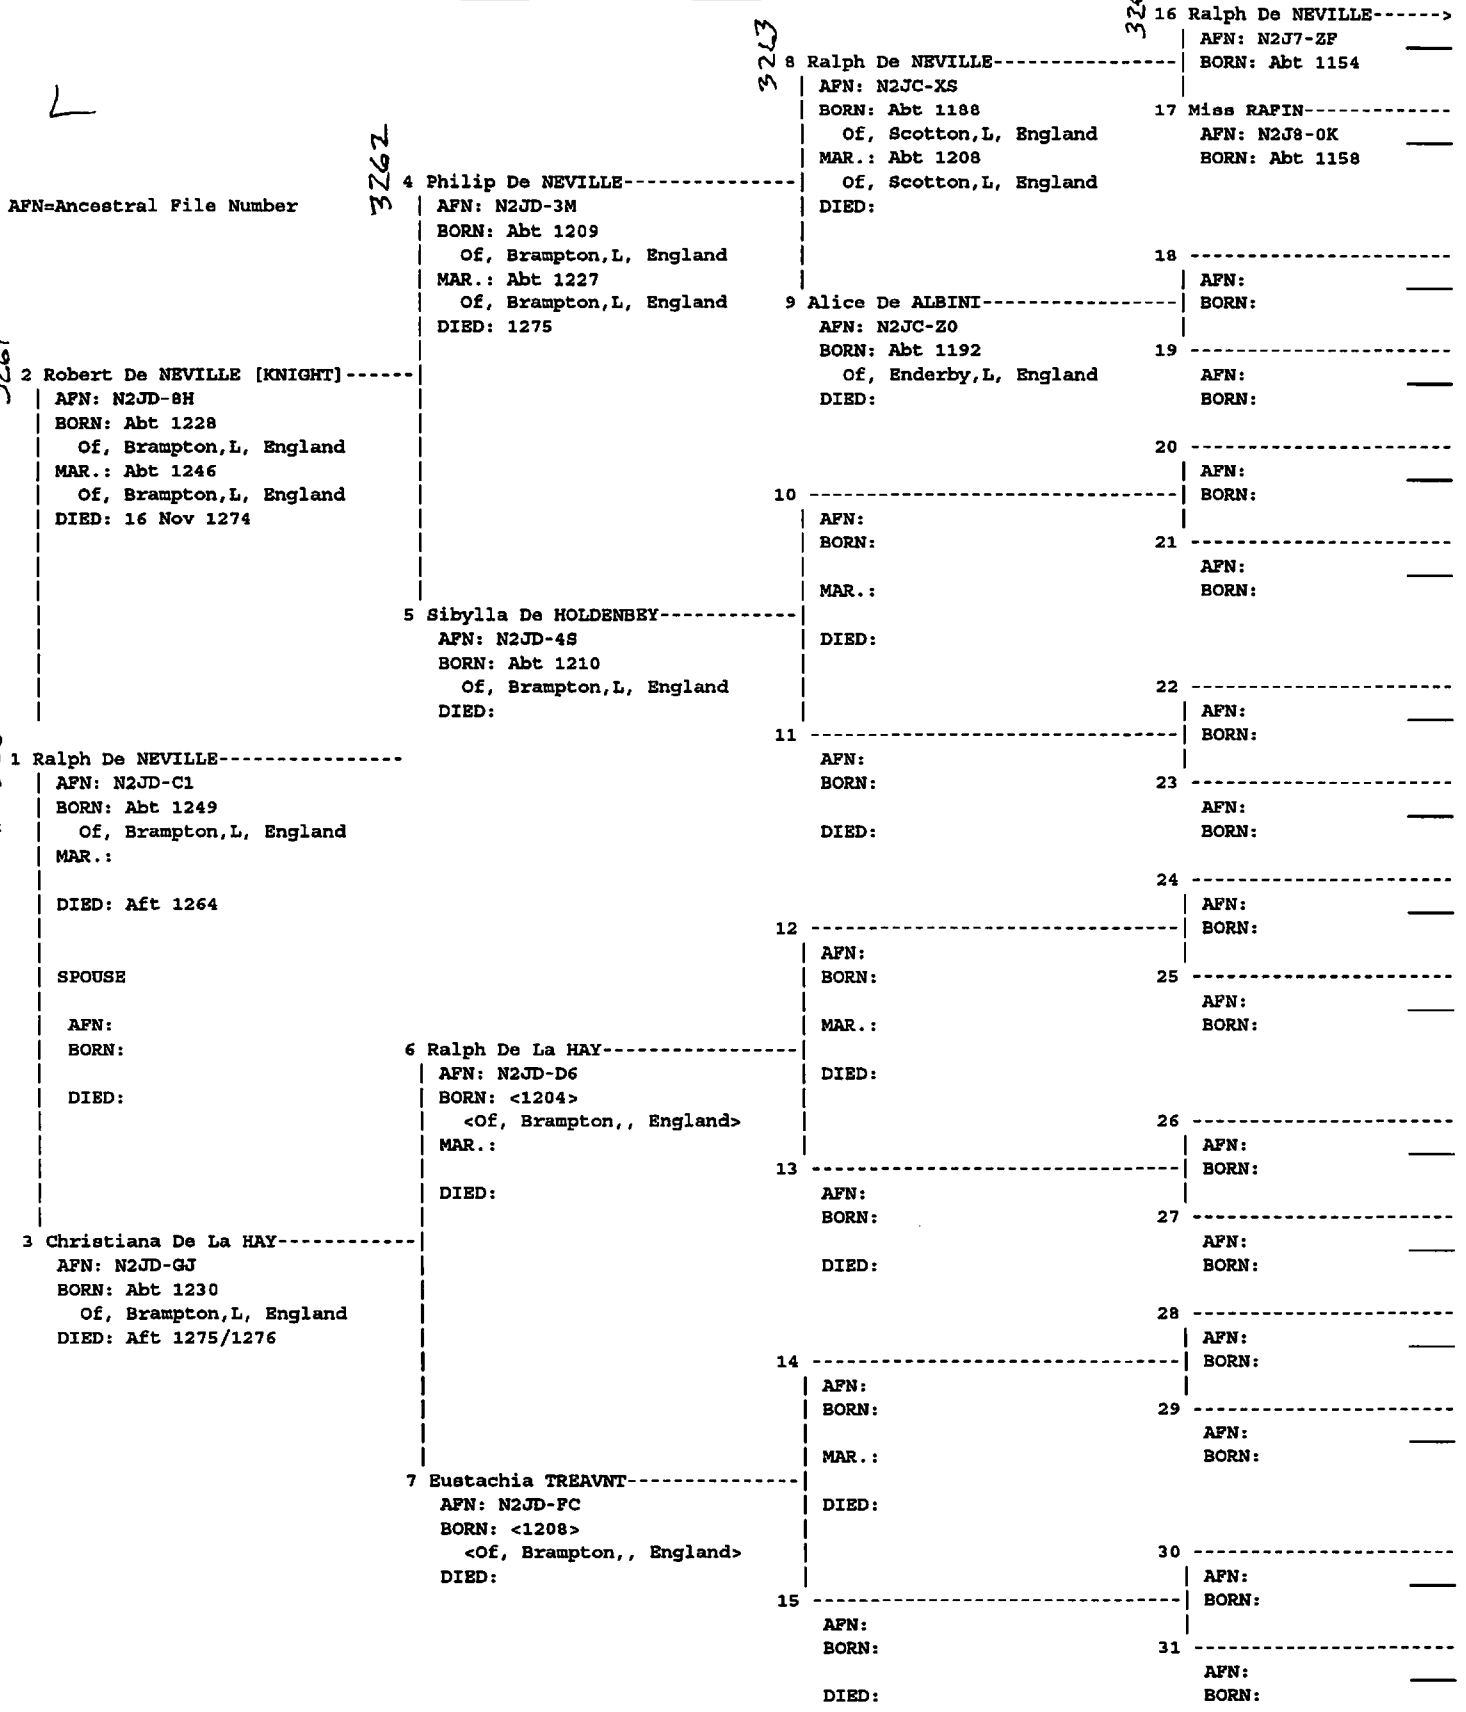 L
AFN=Ancestral File Number
3261
2 Robert De NEVILLE [KNIGHT]------
AFN: N2JD-8H
BORN: Abt 1228
Of, Brampton,L, England
MAR.: Abt 1246
Of, Brampton,L, England
DIED: 16 Nov 1274
1 Ralph De NEVILLE----------------
AFN: N2JD-C1
BORN: Abt 1249
Of, Brampton,L, England
MAR.:
DIED: Aft 1264
SPOUSE
AFN:
BORN:
DIED:
3 Christiana De La HAY------------
AFN: N2JD-GJ
BORN: Abt 1230
Of, Brampton,L, England
DIED: Aft 1275/1276
3262
4 Philip De NEVILLE---------------
AFN: N2JD-3M
BORN: Abt 1209
Of, Brampton,L, England
MAR.: Abt 1227
Of, Brampton,L, England
DIED: 1275
5 Sibylla De HOLDENBEY------------
AFN: N2JD-4S
BORN: Abt 1210
Of, Brampton,L, England
DIED:
6 Ralph De La HAY-----------------
AFN: N2JD-D6
BORN: <1204>
<Of, Brampton,, England>
MAR.:
DIED:
7 Eustachia TREAVNT---------------
AFN: N2JD-FC
BORN: <1208>
<Of, Brampton,, England>
DIED:
3263
8 Ralph De NEVILLE----------------
AFN: N2JC-XS
BORN: Abt 1188
Of, Scotton,L, England
MAR.: Abt 1208
Of, Scotton,L, England
DIED:
9 Alice De ALBINI-----------------
AFN: N2JC-Z0
BORN: Abt 1192
Of, Enderby,L, England
DIED:
10 --------------------------------
AFN:
BORN:
MAR.:
DIED:
11 --------------------------------
AFN:
BORN:
DIED:
12 --------------------------------
AFN:
BORN:
MAR.:
DIED:
13 --------------------------------
AFN:
BORN:
DIED:
14 --------------------------------
AFN:
BORN:
MAR.:
DIED:
15 --------------------------------
AFN:
BORN:
DIED:
16 Ralph De NEVILLE------>
AFN: N2J7-ZF
BORN: Abt 1154
17 Miss RAFIN-------------
AFN: N2J8-0K
BORN: Abt 1158
18 -----------------------
AFN:
BORN:
19 -----------------------
AFN:
BORN:
20 -----------------------
AFN:
BORN:
21 -----------------------
AFN:
BORN:
22 -----------------------
AFN:
BORN:
23 -----------------------
AFN:
BORN:
24 -----------------------
AFN:
BORN:
25 -----------------------
AFN:
BORN:
26 -----------------------
AFN:
BORN:
27 -----------------------
AFN:
BORN:
28 -----------------------
AFN:
BORN:
29 -----------------------
AFN:
BORN:
30 -----------------------
AFN:
BORN:
31 -----------------------
AFN:
BORN: